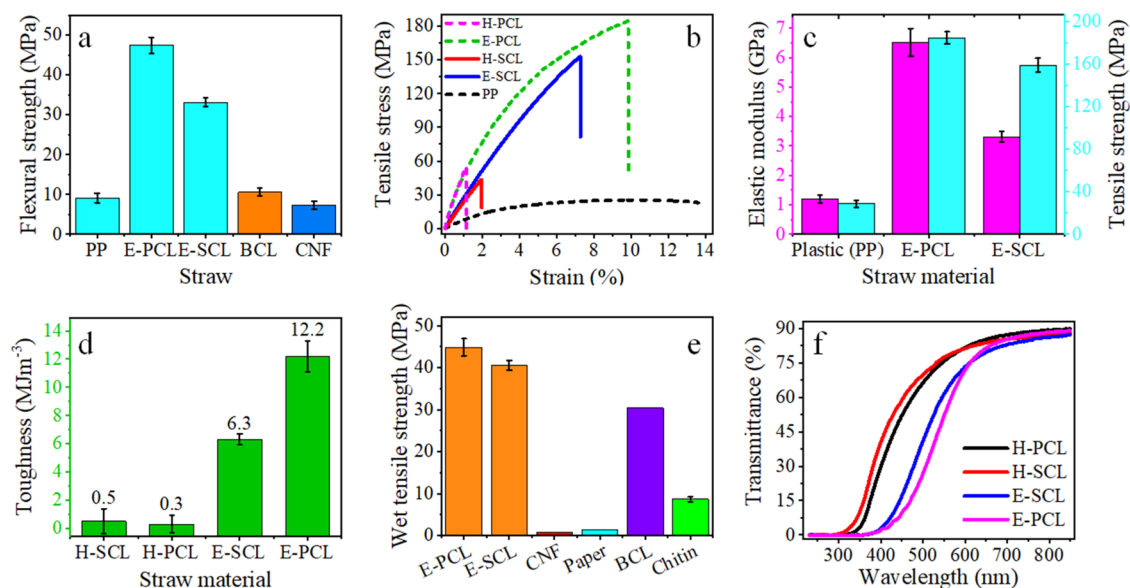 a
Flexural strength (MPa)
50
40
30
20
10
0
PP E-PCL E-SCL BCL CNF
Straw
b
Tensile stress (MPa)
180
150
120
90
60
30
0
H-PCL
E-PCL
H-SCL
E-SCL
PP
0 2 4 6 8 10 12 14
Strain (%)
c
Elastic modulus (GPa)
7
6
5
4
3
2
1
0
Tensile strength (MPa)
200
160
120
80
40
0
Plastic (PP) E-PCL E-SCL
Straw material
d
Toughness (MJm-3)
14
12
10
8
6
4
2
0
0.5
0.3
6.3
12.2
H-SCL H-PCL E-SCL E-PCL
Straw material
e
Wet tensile strength (MPa)
50
40
30
20
10
0
E-PCL E-SCL CNF Paper BCL Chitin
f
Transmittance (%)
90
75
60
45
30
15
0
H-PCL
H-SCL
E-SCL
E-PCL
300 400 500 600 700 800
Wavelength (nm)